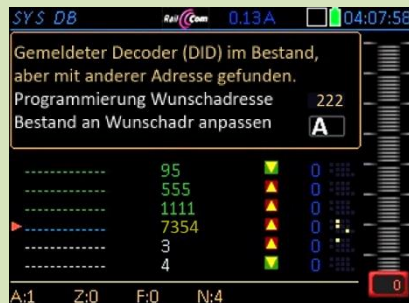 SYS DB RailCom 0.13A 04:07:58
Gemeldeter Decoder (DID) im Bestand,
aber mit anderer Adresse gefunden.
Programmierung Wunschadresse 222
Bestand an Wunschadr anpassen A
------------ 95 0
------------ 555 0
------------ 1111 0
------------ 7354 0
------------ 3 0
------------ 4 0
0
A:1 Z:0 F:0 N:4